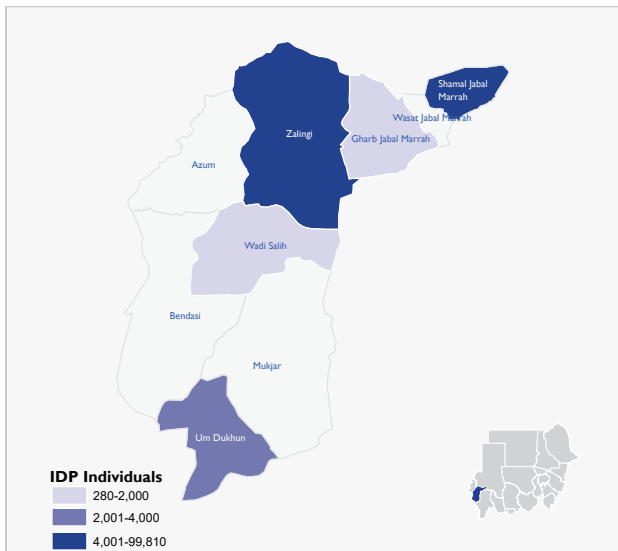 Shamal Jabal
Marrah
Wasat Jabal Marrah
Zalingi
Gharb Jabal Marrah
Azum
Wadi Salih
Bendasi
Mukjar
Um Dukhun
IDP Individuals
280-2,000
2,001-4,000
4,001-99,810